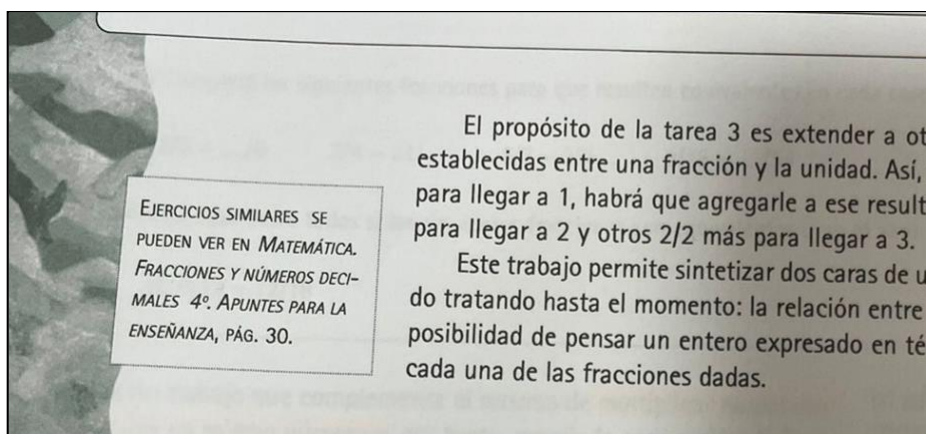 El propósito de la tarea 3 es extender a ot
establecidas entre una fracción y la unidad. Así,
para llegar a 1, habrá que agregarle a ese result
para llegar a 2 y otros 2/2 más para llegar a 3.
Este trabajo permite sintetizar dos caras de u
do tratando hasta el momento: la relación entre
posibilidad de pensar un entero expresado en té
cada una de las fracciones dadas.
EJERCICIOS SIMILARES SE
PUEDEN VER EN MATEMÁTICA.
FRACCIONES Y NÚMEROS DECI-
MALES 4º. APUNTES PARA LA
ENSEÑANZA, PÁG. 30.